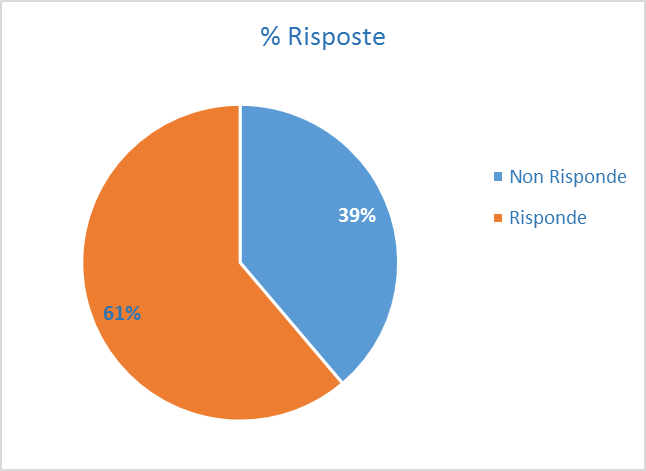 % Risposte
39%
61%
Non Risponde
Risponde